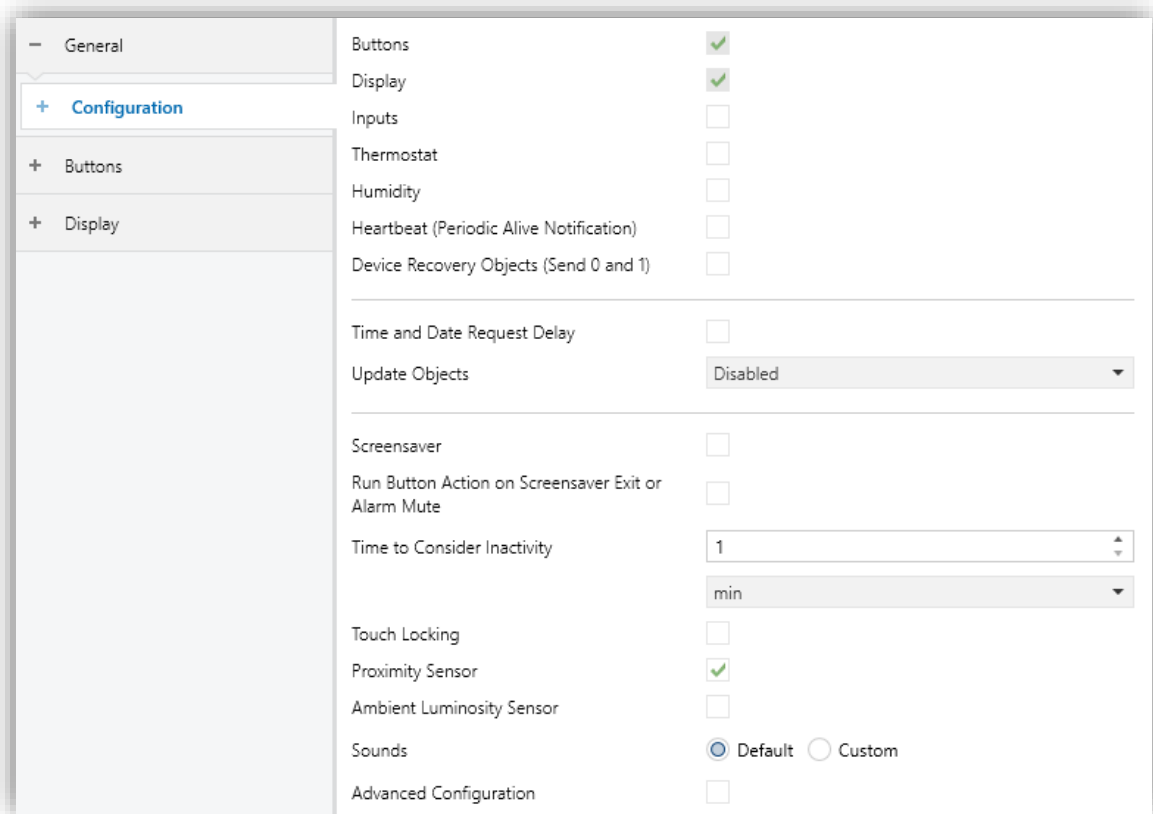 General
Configuration
Buttons
Display
Buttons
Display
Inputs
Thermostat
Humidity
Heartbeat (Periodic Alive Notification)
Device Recovery Objects (Send 0 and 1)
Time and Date Request Delay
Update Objects Disabled
Screensaver
Run Button Action on Screensaver Exit or
Alarm Mute
Time to Consider Inactivity 1
min
Touch Locking
Proximity Sensor
Ambient Luminosity Sensor
Sounds Default Custom
Advanced Configuration